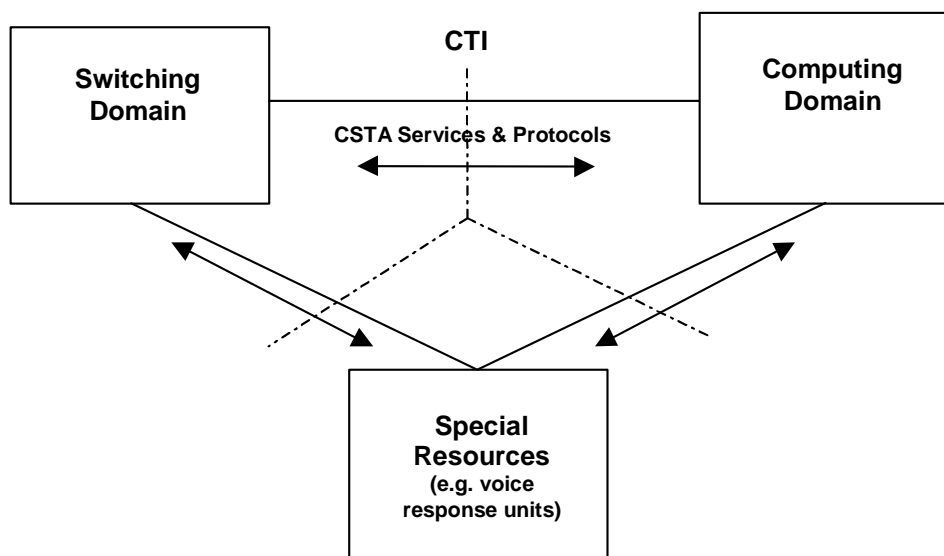 CTI
Switching
Domain
Computing
Domain
CSTA Services & Protocols
Special
Resources
(e.g. voice
response units)